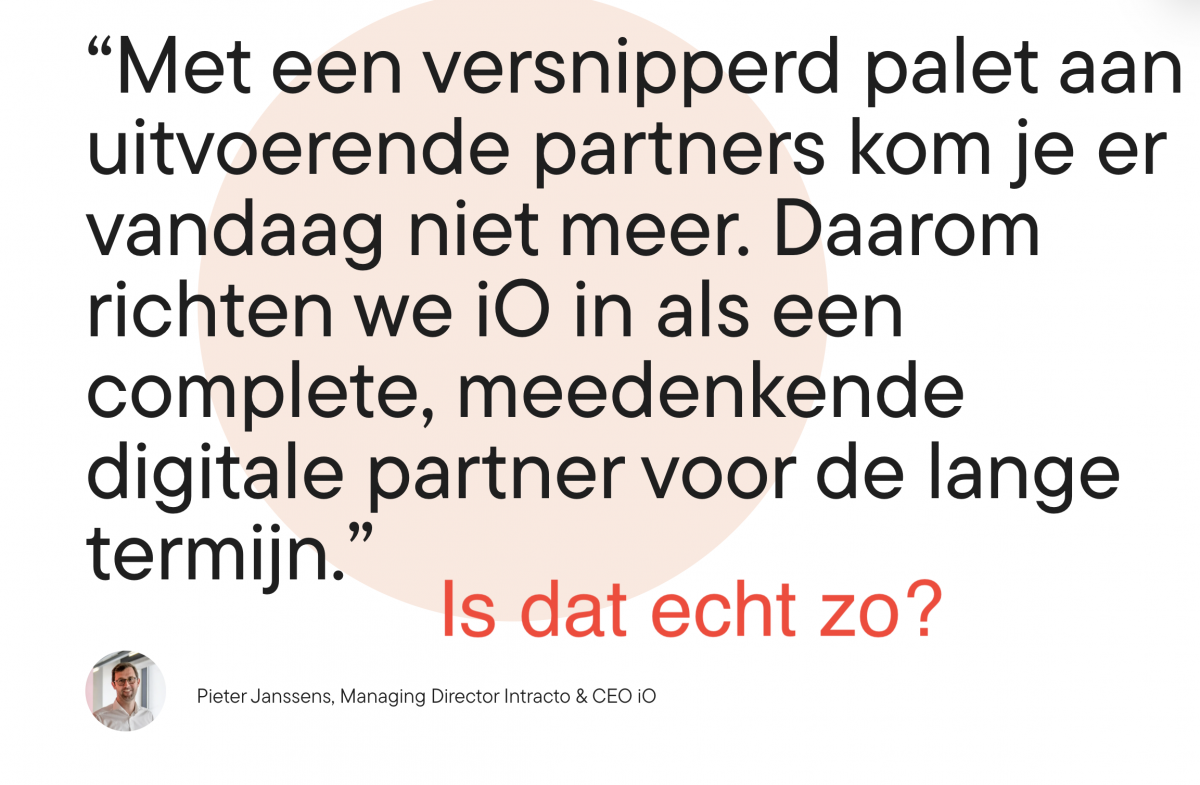 “Met een versnipperd palet aan
uitvoerende partners kom je er
vandaag niet meer. Daarom
richten we iO in als een
complete, meedenkende
digitale partner voor de lange
termijn.”
Is dat echt zo?
Pieter Janssens, Managing Director Intracto & CEO iO